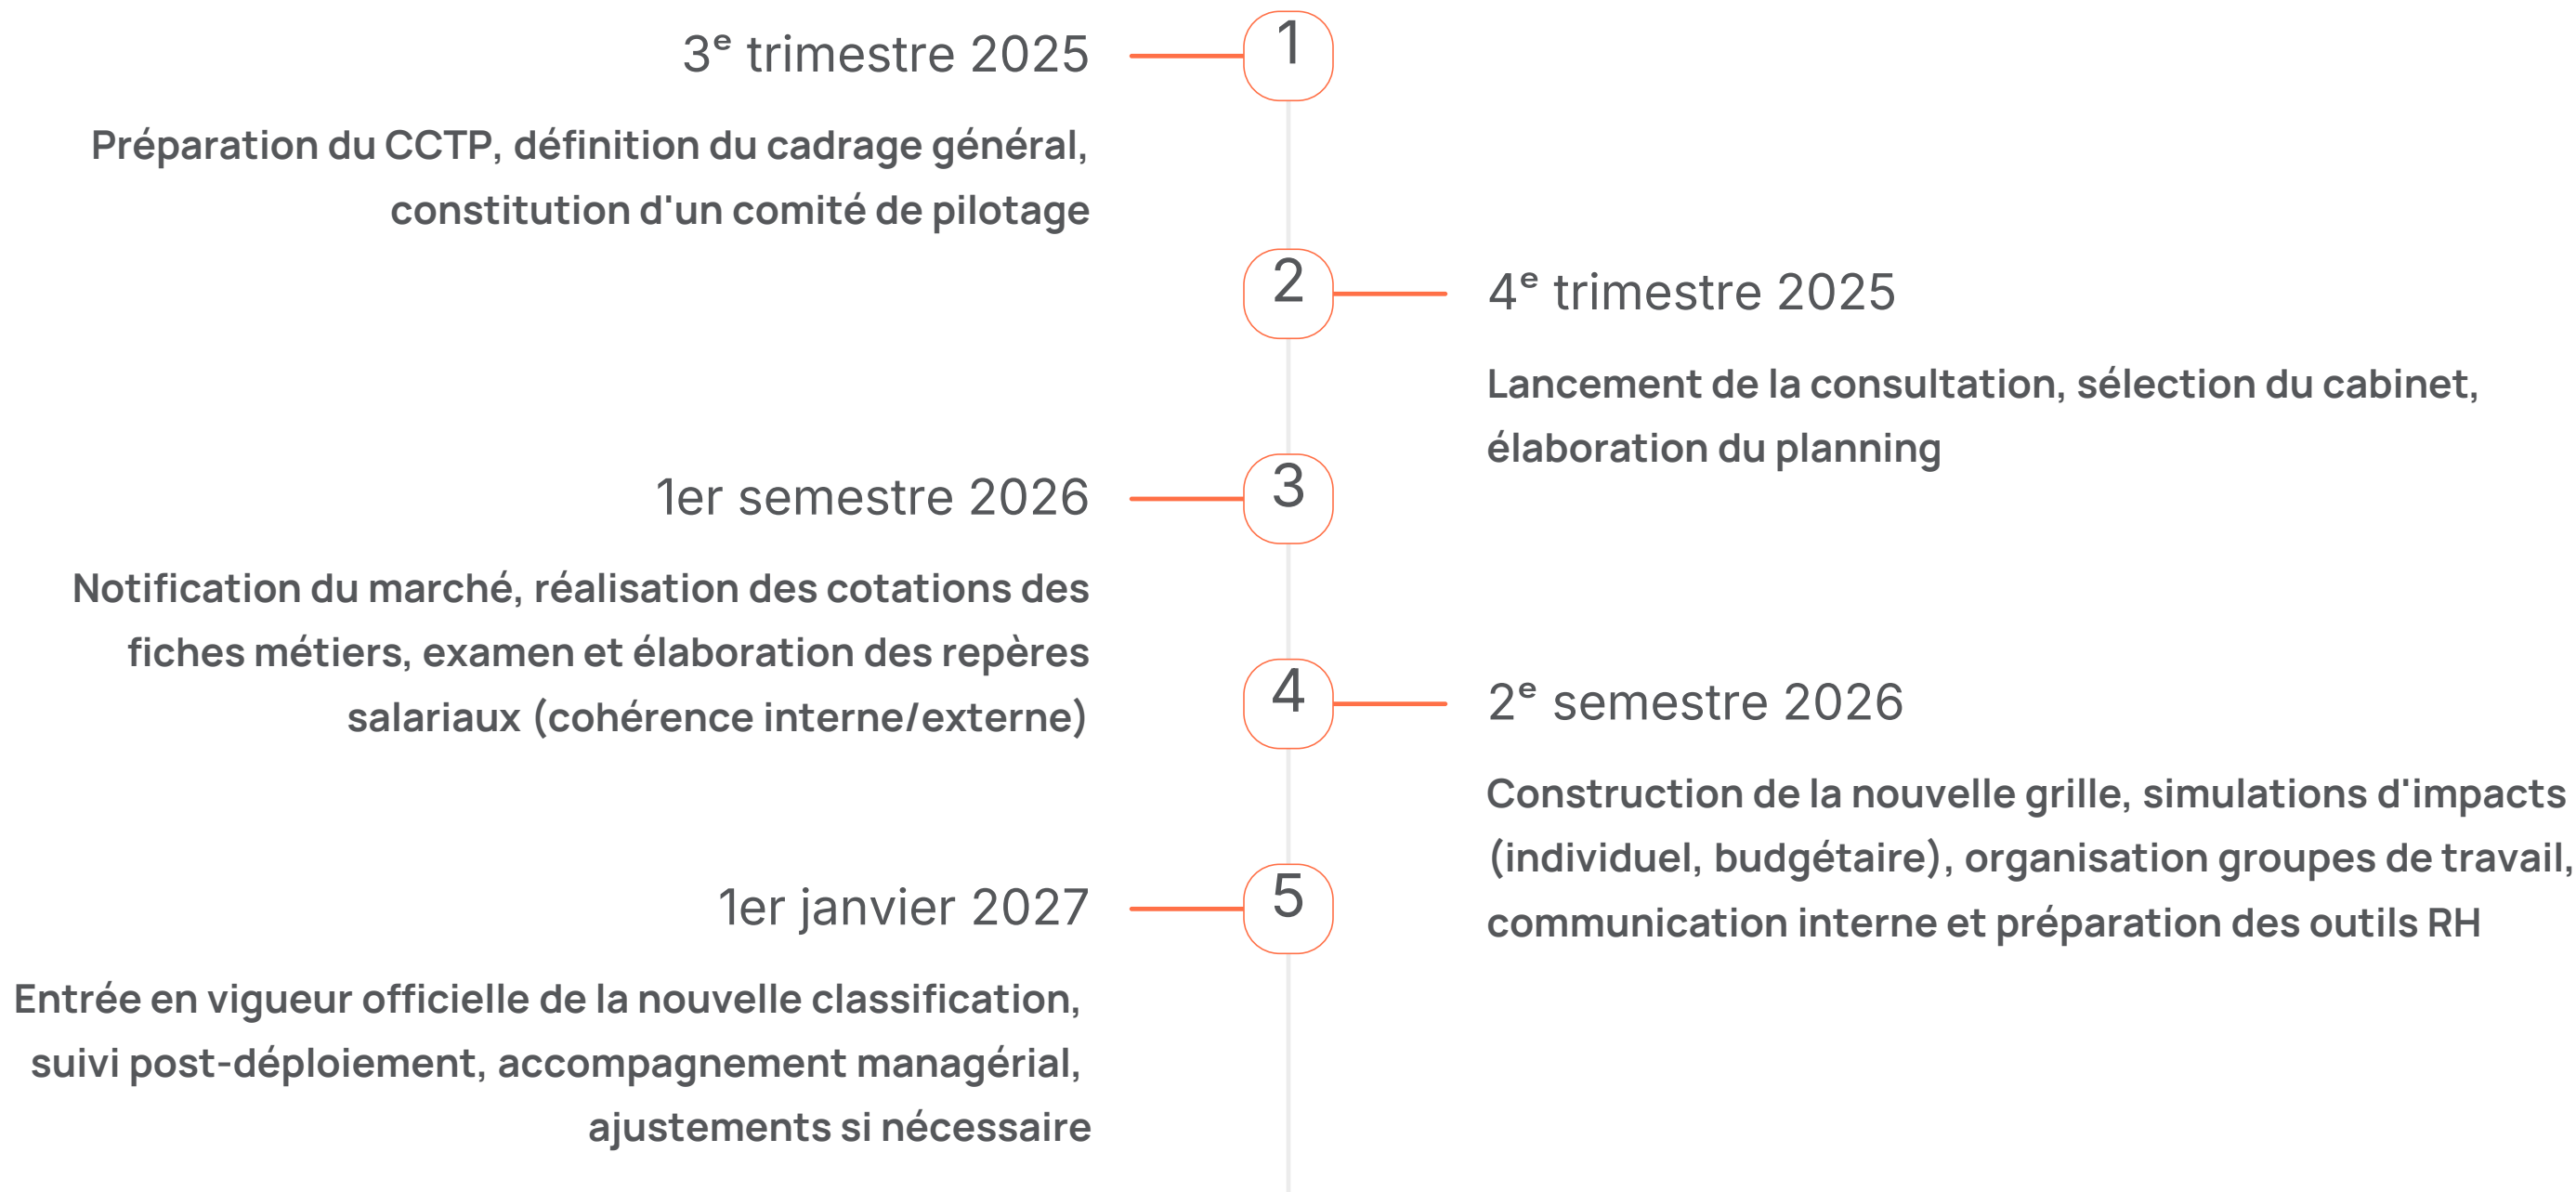 1
3ᵉ trimestre 2025
Préparation du CCTP, définition du cadrage général,
constitution d'un comité de pilotage
2
4ᵉ trimestre 2025
Lancement de la consultation, sélection du cabinet,
élaboration du planning
3
1er semestre 2026
Notification du marché, réalisation des cotations des
fiches métiers, examen et élaboration des repères
salariaux (cohérence interne/externe)
4
2ᵉ semestre 2026
Construction de la nouvelle grille, simulations d'impacts
(individuel, budgétaire), organisation groupes de travail,
communication interne et préparation des outils RH
5
1er janvier 2027
Entrée en vigueur officielle de la nouvelle classification,
suivi post-déploiement, accompagnement managérial,
ajustements si nécessaire